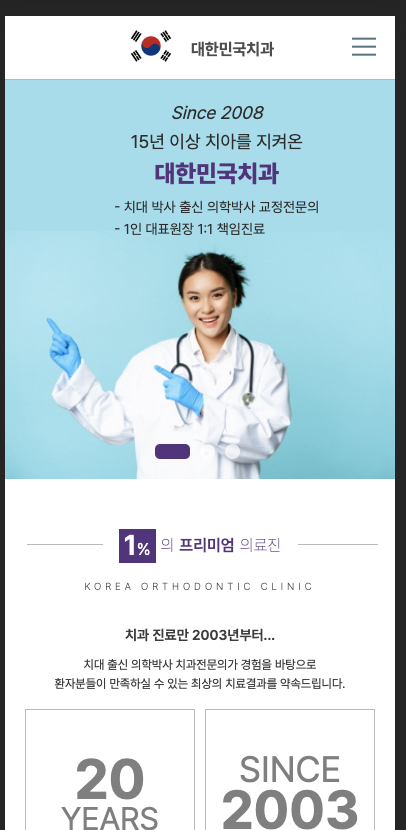 대한민국치과
Since 2008
15년 이상 치아를 지켜온
대한민국치과
- 치대 박사 출신 의학박사 교정전문의
- 1인 대표원장 1:1 책임진료
1% 의 프리미엄 의료진
KOREA ORTHODONTIC CLINIC
치과 진료만 2003년부터...
치대 출신 의학박사 치과전문의가 경험을 바탕으로
환자분들이 만족하실 수 있는 최상의 치료결과를 약속드립니다.
20
YEARS
SINCE
2003